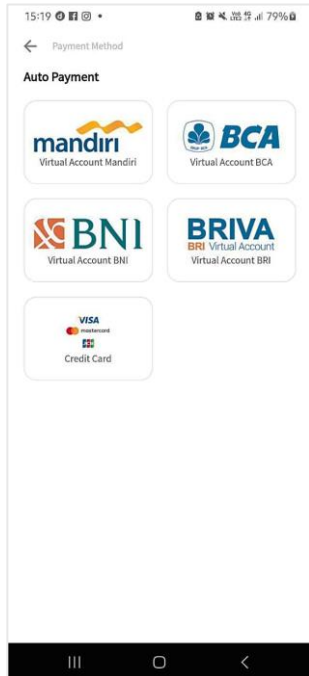 15:19
79%
Payment Method
Auto Payment
mandiri
Virtual Account Mandiri
BCA
Virtual Account BCA
BNI
Virtual Account BNI
BRIVA
BRI Virtual Account
Virtual Account BRI
VISA
mastercard
JCB
Credit Card